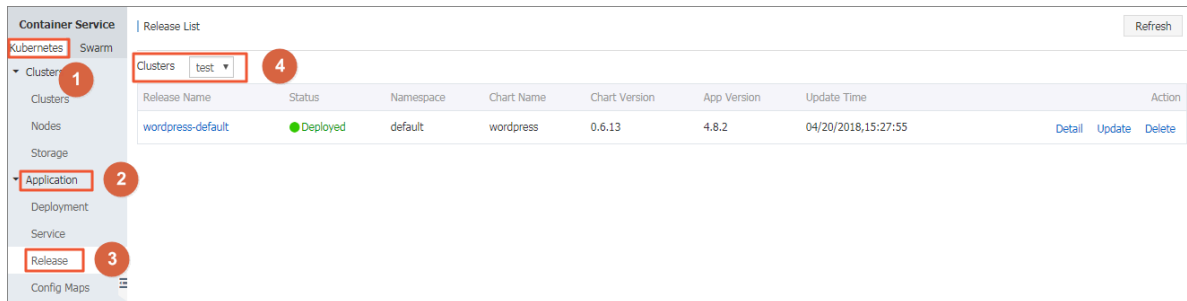 Container Service
Kubernetes Swarm
1
Clusters
Clusters
Nodes
Storage
Application
2
Deployment
Service
Release
3
Config Maps
Release List
Refresh
Clusters test
4
Release Name Status Namespace Chart Name Chart Version App Version Update Time Action
wordpress-default Deployed default wordpress 0.6.13 4.8.2 04/20/2018,15:27:55 Detail Update Delete